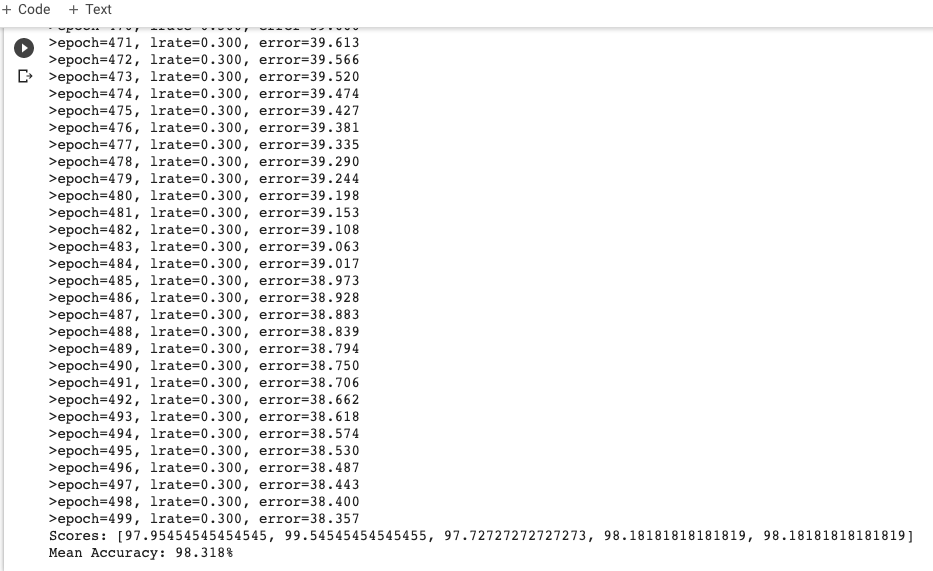 + Code + Text
>epoch=471, lrate=0.300, error=39.613
>epoch=472, lrate=0.300, error=39.566
>epoch=473, lrate=0.300, error=39.520
>epoch=474, lrate=0.300, error=39.474
>epoch=475, lrate=0.300, error=39.427
>epoch=476, lrate=0.300, error=39.381
>epoch=477, lrate=0.300, error=39.335
>epoch=478, lrate=0.300, error=39.290
>epoch=479, lrate=0.300, error=39.244
>epoch=480, lrate=0.300, error=39.198
>epoch=481, lrate=0.300, error=39.153
>epoch=482, lrate=0.300, error=39.108
>epoch=483, lrate=0.300, error=39.063
>epoch=484, lrate=0.300, error=39.017
>epoch=485, lrate=0.300, error=38.973
>epoch=486, lrate=0.300, error=38.928
>epoch=487, lrate=0.300, error=38.883
>epoch=488, lrate=0.300, error=38.839
>epoch=489, lrate=0.300, error=38.794
>epoch=490, lrate=0.300, error=38.750
>epoch=491, lrate=0.300, error=38.706
>epoch=492, lrate=0.300, error=38.662
>epoch=493, lrate=0.300, error=38.618
>epoch=494, lrate=0.300, error=38.574
>epoch=495, lrate=0.300, error=38.530
>epoch=496, lrate=0.300, error=38.487
>epoch=497, lrate=0.300, error=38.443
>epoch=498, lrate=0.300, error=38.400
>epoch=499, lrate=0.300, error=38.357
Scores: [97.95454545454545, 99.54545454545455, 97.72727272727273, 98.18181818181819, 98.18181818181819]
Mean Accuracy: 98.318%